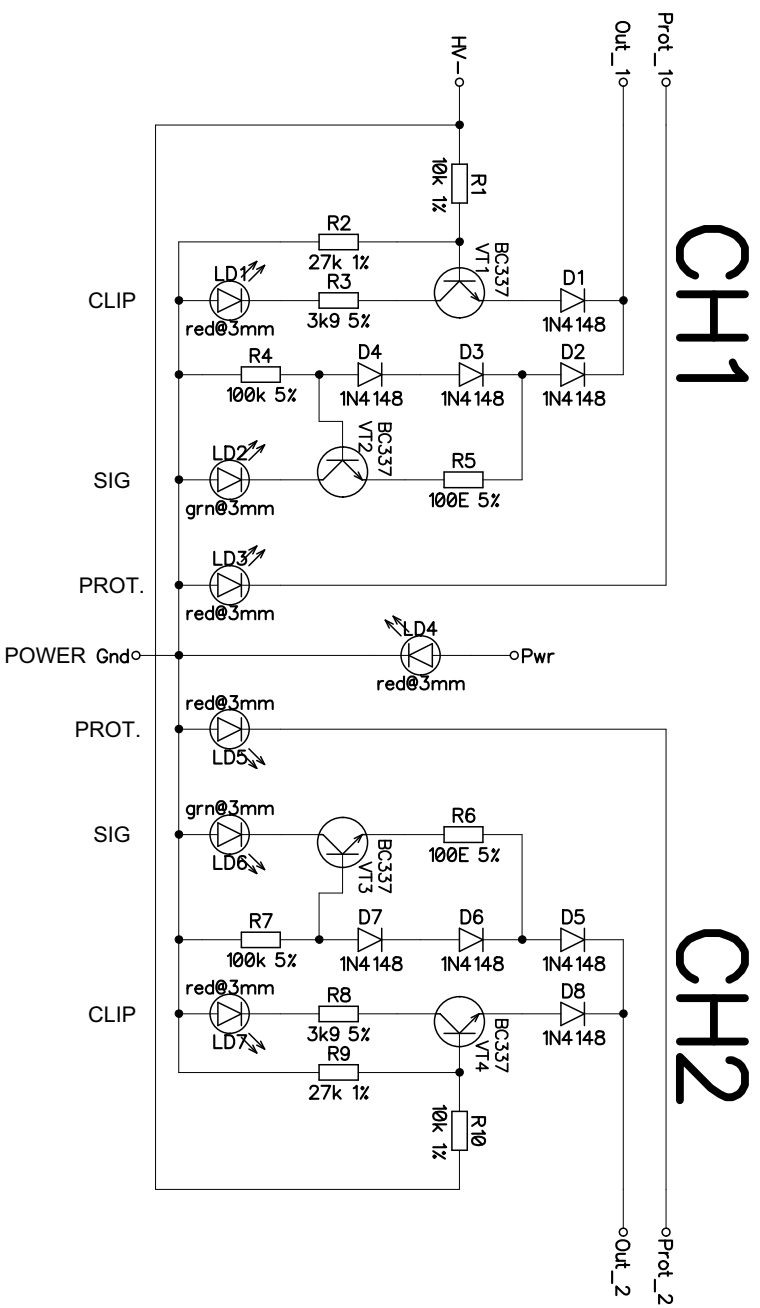 Prot_1
Out_1
HV-
CH1
R1
10k 1%
R2
27k 1%
BC337
VT1
D1
1N4148
LD1
red@3mm
R3
3k9 5%
CLIP
R4
100k 5%
D4
1N4148
D3
1N4148
D2
1N4148
BC337
VT2
LD2
grn@3mm
SIG
R5
100E 5%
LD3
red@3mm
PROT.
POWER Gnd
LD4
red@3mm
Pwr
red@3mm
LD5
PROT.
grn@3mm
LD6
SIG
R6
100E 5%
BC337
VT3
R7
100k 5%
D7
1N4148
D6
1N4148
D5
1N4148
CH2
red@3mm
LD7
CLIP
R8
3k9 5%
D8
1N4148
BC337
VT4
R9
27k 1%
R10
10k 1%
Out_2
Prot_2